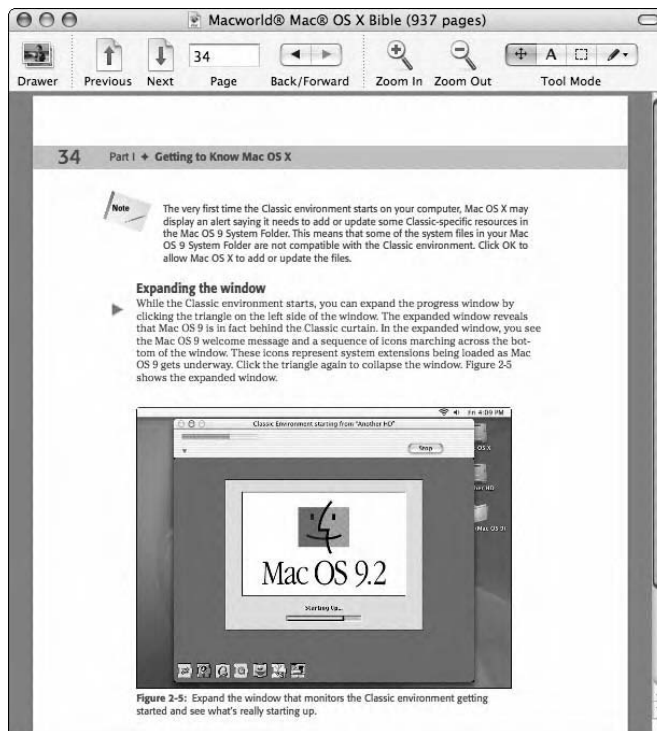 Macworld® Mac® OS X Bible (937 pages)
34
Drawer Previous Next Page Back/Forward Zoom In Zoom Out Tool Mode
A
34 Part I ✦ Getting to Know Mac OS X
Note
The very first time the Classic environment starts on your computer, Mac OS X may
display an alert saying it needs to add or update some Classic-specific resources in
the Mac OS 9 System Folder. This means that some of the system files in your Mac
OS 9 System Folder are not compatible with the Classic environment. Click OK to
allow Mac OS X to add or update the files.
Expanding the window
While the Classic environment starts, you can expand the progress window by
clicking the triangle on the left side of the window. The expanded window reveals
that Mac OS 9 is in fact behind the Classic curtain. In the expanded window, you see
the Mac OS 9 welcome message and a sequence of icons marching across the bot-
tom of the window. These icons represent system extensions being loaded as Mac
OS 9 gets underway. Click the triangle again to collapse the window. Figure 2-5
shows the expanded window.
Fri 4:09 PM
Classic Environment starting from "Another HD"
Stop
OS X
her HD
Mac OS 9.2
Starting Up...
Figure 2-5: Expand the window that monitors the Classic environment getting
started and see what's really starting up.